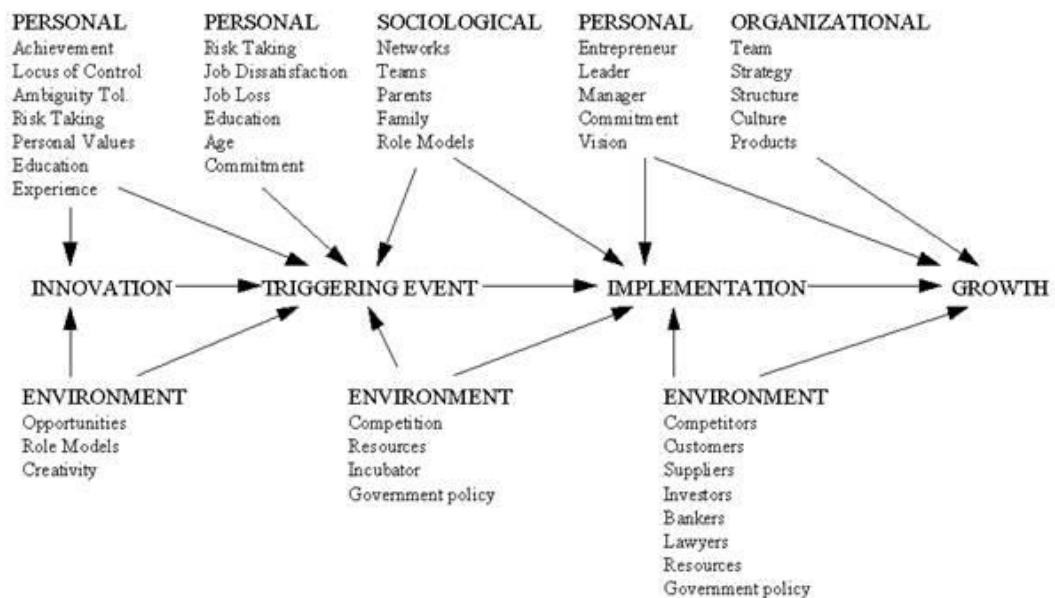 PERSONAL
Achievement
Locus of Control
Ambiguity Tol.
Risk Taking
Personal Values
Education
Experience
PERSONAL
Risk Taking
Job Dissatisfaction
Job Loss
Education
Age
Commitment
SOCIOLOGICAL
Networks
Teams
Parents
Family
Role Models
PERSONAL
Entrepreneur
Leader
Manager
Commitment
Vision
ORGANIZATIONAL
Team
Strategy
Structure
Culture
Products
INNOVATION
TRIGGERING EVENT
IMPLEMENTATION
GROWTH
ENVIRONMENT
Opportunities
Role Models
Creativity
ENVIRONMENT
Competition
Resources
Incubator
Government policy
ENVIRONMENT
Competitors
Customers
Suppliers
Investors
Bankers
Lawyers
Resources
Government policy